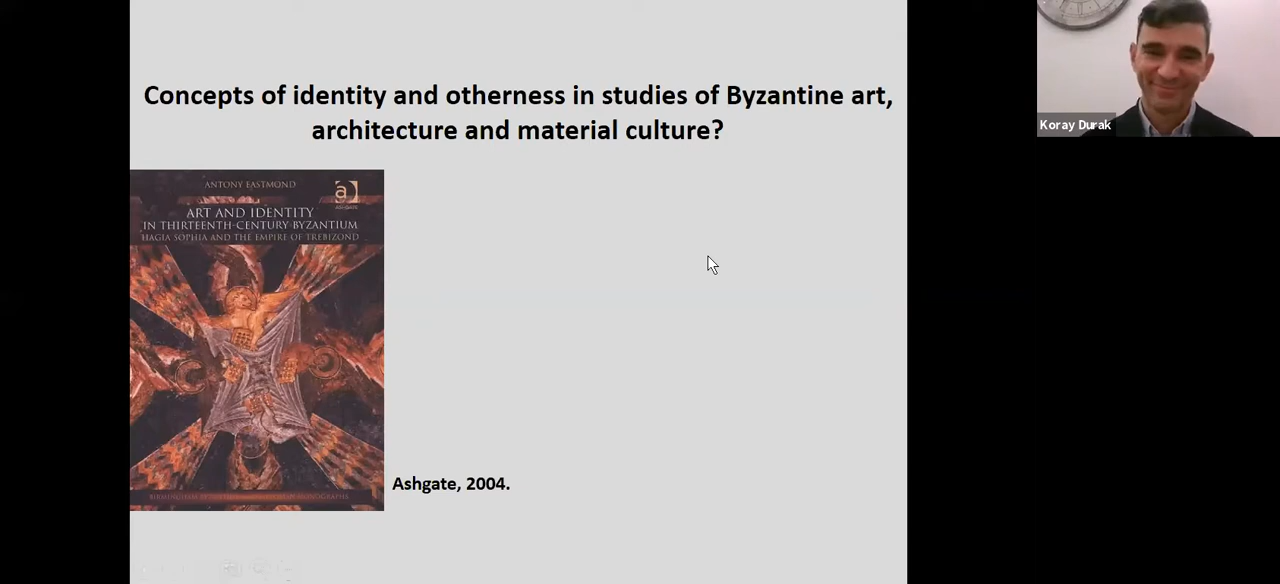 Concepts of identity and otherness in studies of Byzantine art,
architecture and material culture?
Koray Durak
ANTONY EASTMOND
a
ART AND IDENTITY
IN THIRTEENTH-CENTURY BYZANTIUM
HAGIA SOPHIA AND THE EMPIRE OF TREBIZOND
Ashgate, 2004.